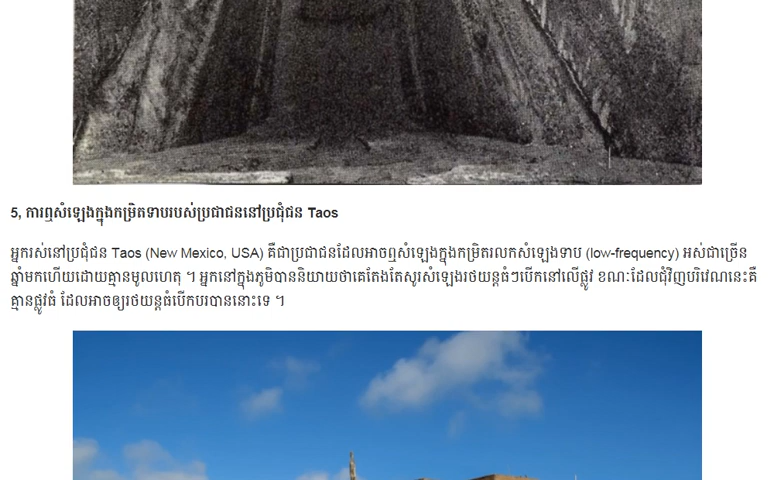 5, ការឮសំឡេងក្នុងកម្រិតទាបរបស់ប្រជាជននៅប្រជុំជន Taos
អ្នករស់នៅប្រជុំជន Taos (New Mexico, USA) គឺជាប្រជាជនដែលអាចឮសំឡេងក្នុងកម្រិតរលកសំឡេងទាប (low-frequency) អស់ជាច្រើន
ឆ្នាំមកហើយដោយគ្មានមូលហេតុ ។ អ្នកនៅក្នុងភូមិបាននិយាយថាគេតែងតែសូរសំឡេងរថយន្តធំៗបើកនៅលើផ្លូវ ខណៈដែលជុំវិញបរិវេណនេះគឺ
គ្មានផ្លូវធំ ដែលអាចឲ្យរថយន្តធំបើកបរបាននោះទេ ។